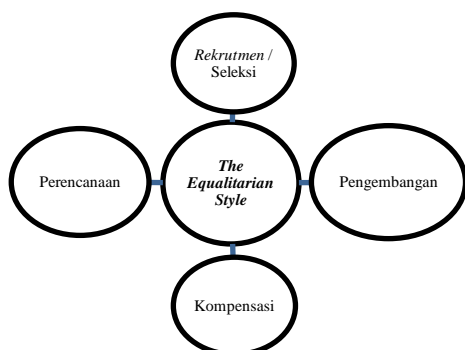 Rekrutmen /
Seleksi
Perencanaan
The
Equalitarian
Style
Pengembangan
Kompensasi